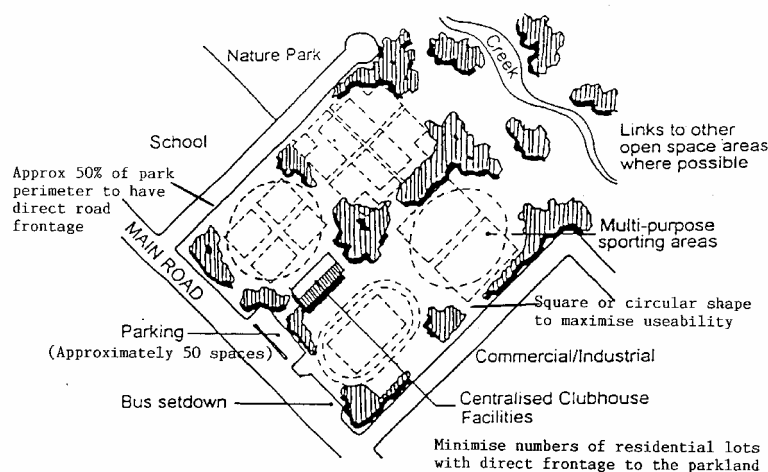 Nature Park
Creek
School
Links to other
open space areas
where possible
Approx 50% of park
perimeter to have
direct road
frontage
MAIN ROAD
Multi-purpose
sporting areas
Square or circular shape
to maximise useability
Parking
(Approximately 50 spaces)
Commercial/Industrial
Bus setdown
Centralised Clubhouse
Facilities
Minimise numbers of residential lots
with direct frontage to the parkland